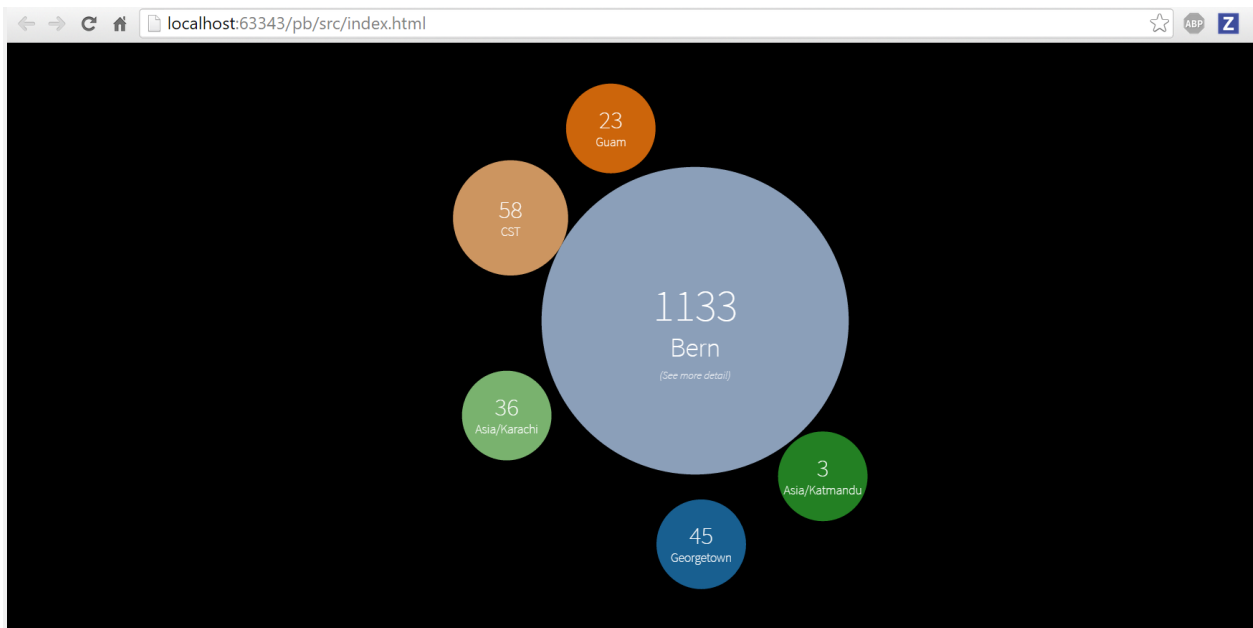 localhost:63343/pb/src/index.html
ABP
Z
23
Guam
58
CST
1133
Bern
(See more detail)
36
Asia/Karachi
3
Asia/Katmandu
45
Georgetown